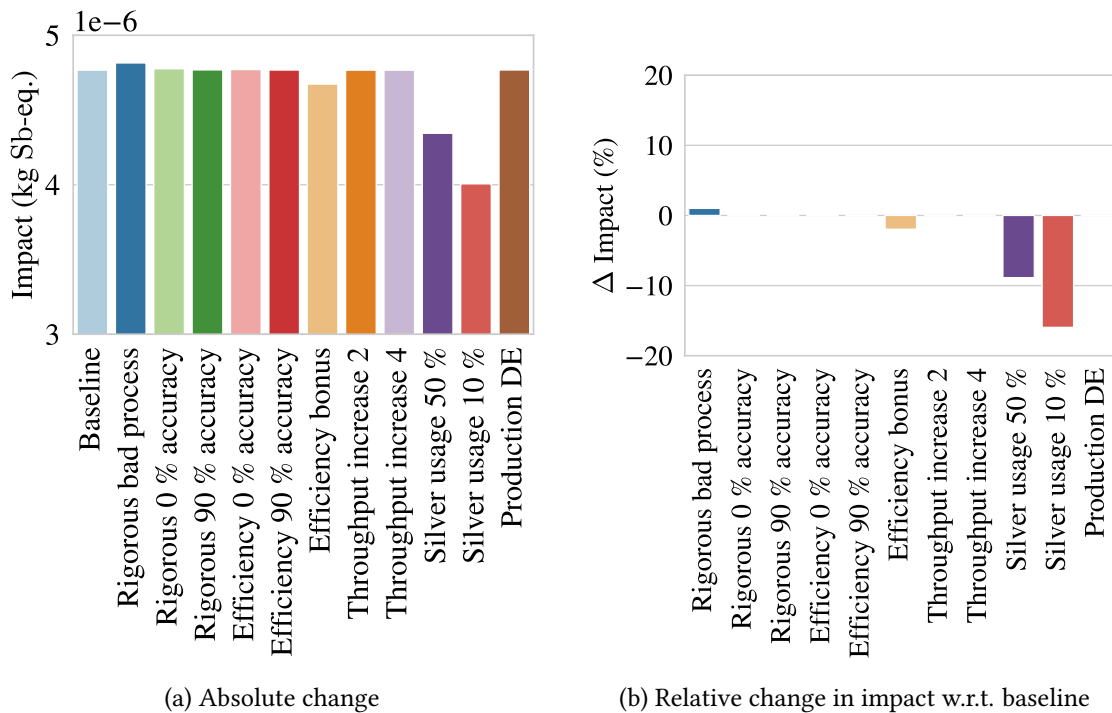 1e−6
5
4
3
Impact (kg Sb-eq.)
Baseline
Rigorous bad process
Rigorous 0 % accuracy
Rigorous 90 % accuracy
Efficiency 0 % accuracy
Efficiency 90 % accuracy
Efficiency bonus
Throughput increase 2
Throughput increase 4
Silver usage 50 %
Silver usage 10 %
Production DE
(a) Absolute change
20
10
0
−10
−20
Δ Impact (%)
Rigorous bad process
Rigorous 0 % accuracy
Rigorous 90 % accuracy
Efficiency 0 % accuracy
Efficiency 90 % accuracy
Efficiency bonus
Throughput increase 2
Throughput increase 4
Silver usage 50 %
Silver usage 10 %
Production DE
(b) Relative change in impact w.r.t. baseline